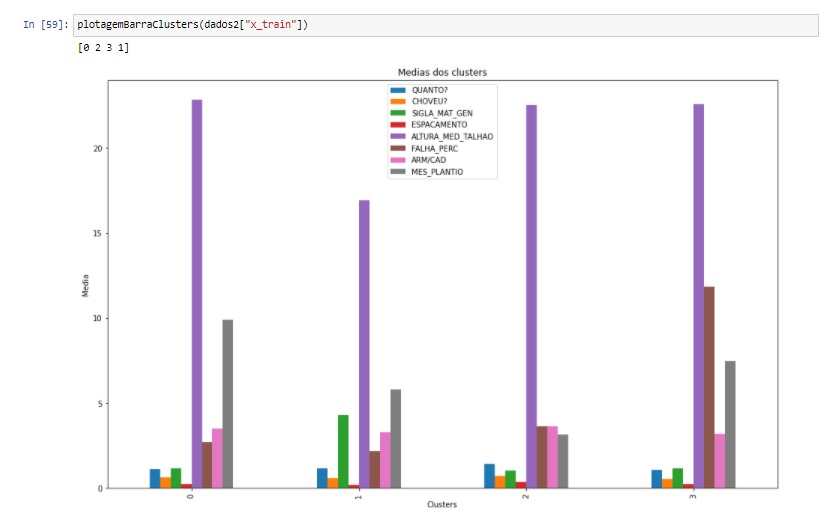 In [59]: plotagemBarraClusters(dados2["x_train"])
[0 2 3 1]
Medias dos clusters
QUANTO?
CHOVEU?
SIGLA_MAT_GEN
ESPACAMENTO
ALTURA_MED_TALHAO
FALHA_PERC
ARM/CAD
MES_PLANTIO
20
15
10
5
0
Media
0
1
2
3
Clusters